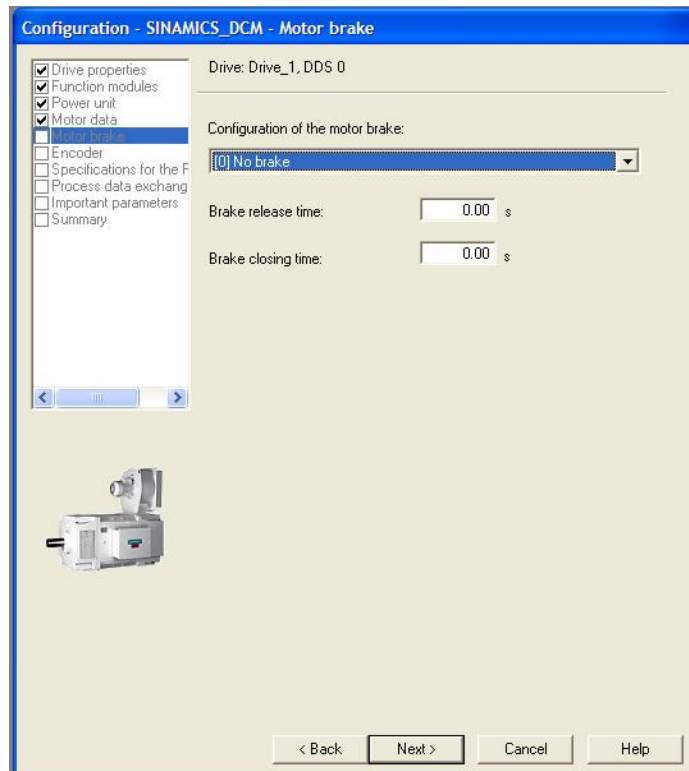 Configuration - SINAMICS_DCM - Motor brake
Drive properties
Function modules
Power unit
Motor data
Motor brake
Encoder
Specifications for the F
Process data exchang
Important parameters
Summary
Drive: Drive_1, DDS 0
Configuration of the motor brake:
[0] No brake
Brake release time: 0.00 s
Brake closing time: 0.00 s
< Back Next > Cancel Help